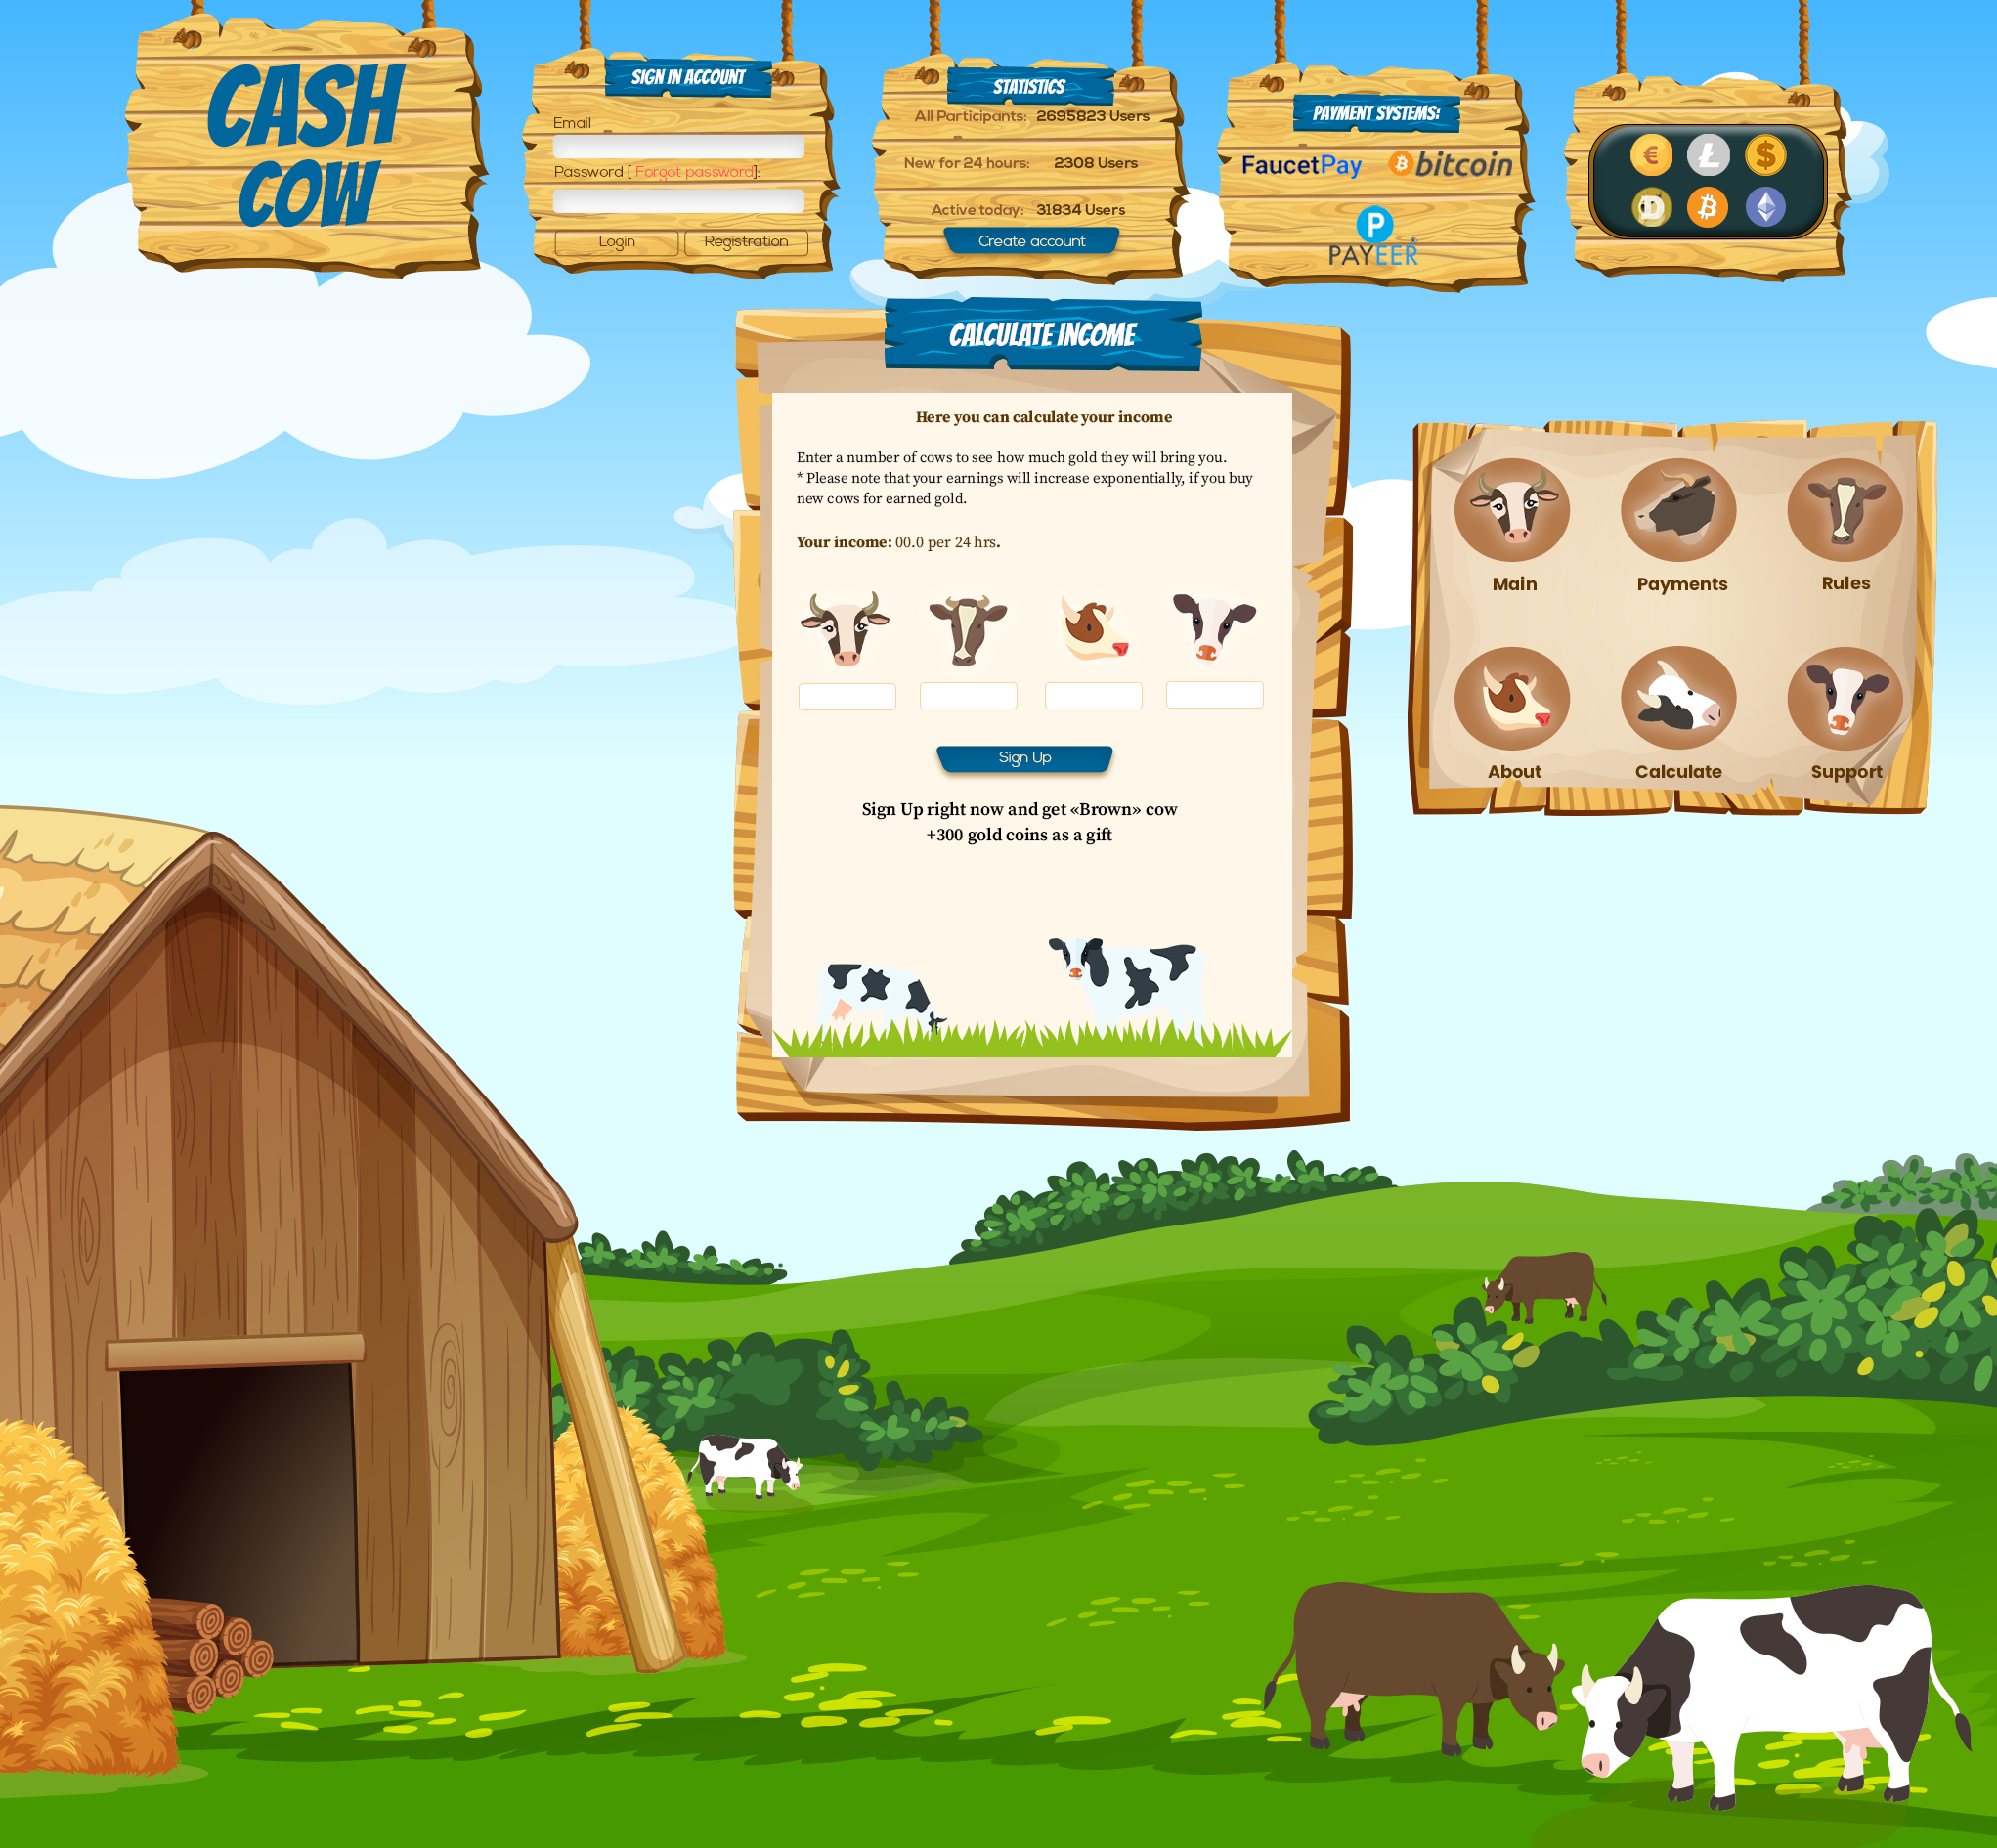 CASH
COW
SIGN IN ACCOUNT
Email
Password [ Forgot password]:
Login
Registration
STATISTICS
All Participants: 2695823 Users
New for 24 hours: 2308 Users
Active today: 31834 Users
Create account
PAYMENT SYSTEMS:
FaucetPay
bitcoin
P
PAYEER
CALCULATE INCOME
Here you can calculate your income
Enter a number of cows to see how much gold they will bring you.
* Please note that your earnings will increase exponentially, if you buy
new cows for earned gold.
Your income: 00.0 per 24 hrs.
Sign Up
Sign Up right now and get «Brown» cow
+300 gold coins as a gift
Main
Payments
Rules
About
Calculate
Support